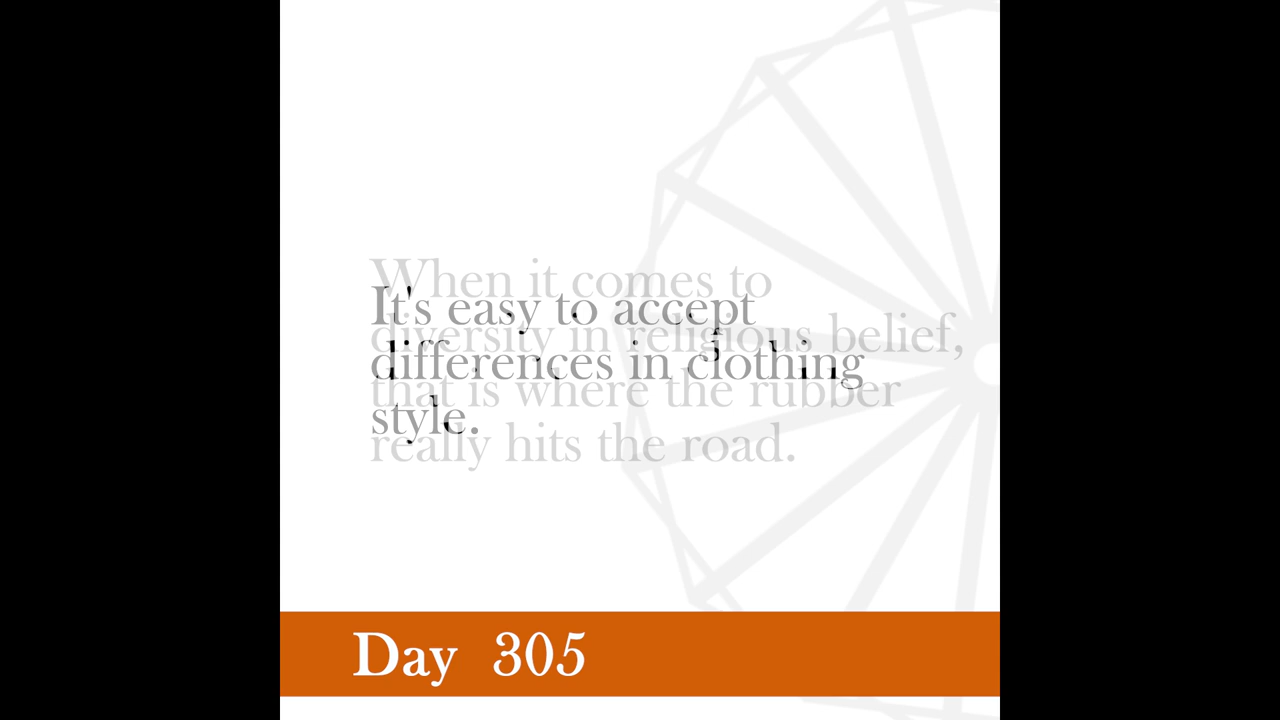 It's easy to accept
differences in clothing
style.
When it comes to
diversity in religious belief,
that is where the rubber
really hits the road.
Day 305